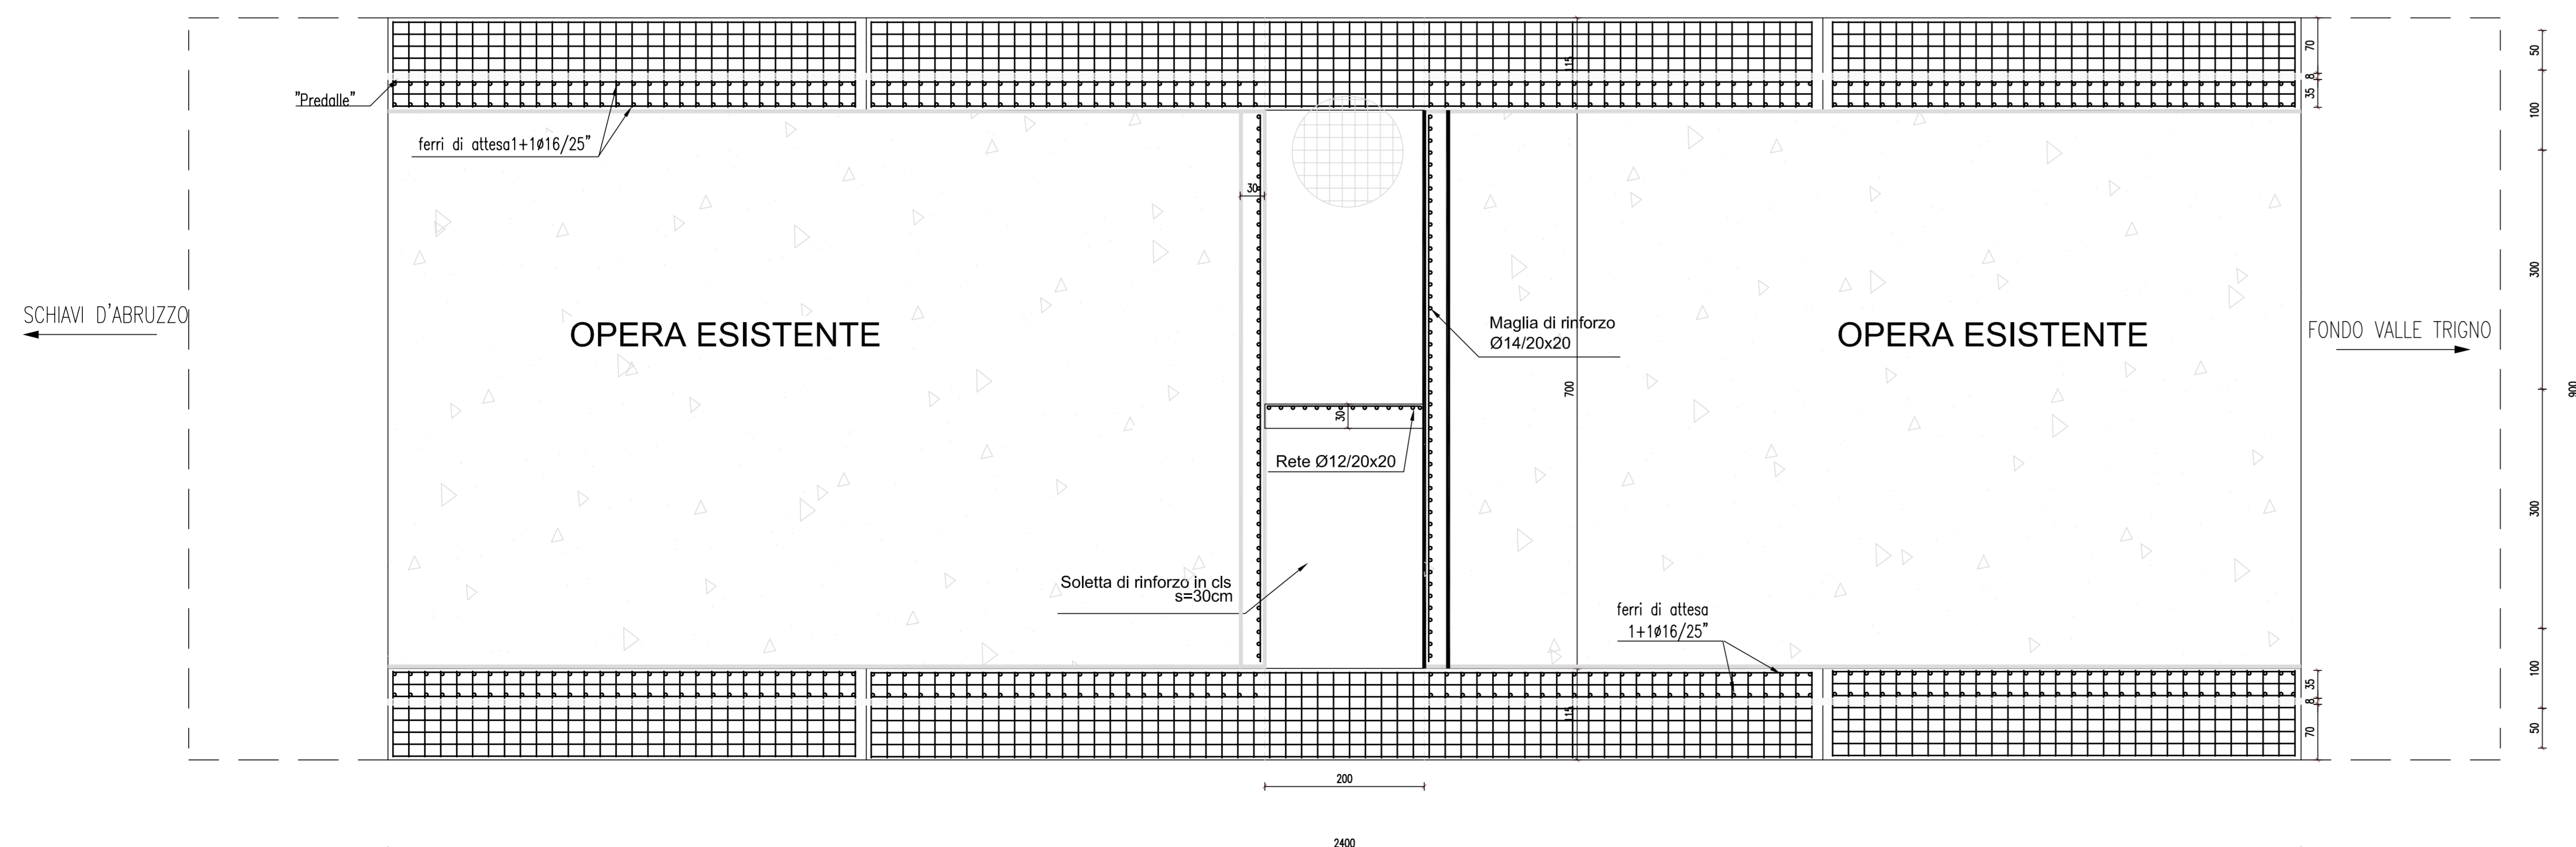 "Predalle"
ferri di attesa1+1ø16/25"
SCHIAVI D'ABRUZZO
OPERA ESISTENTE
30
Maglia di rinforzo
Ø14/20x20
30
Rete Ø12/20x20
Soletta di rinforzo in cls
s=30cm
115
700
115
OPERA ESISTENTE
FONDO VALLE TRIGNO
ferri di attesa
1+1ø16/25"
70
8
35
35
8
70
50
100
300
300
100
50
900
200
2400